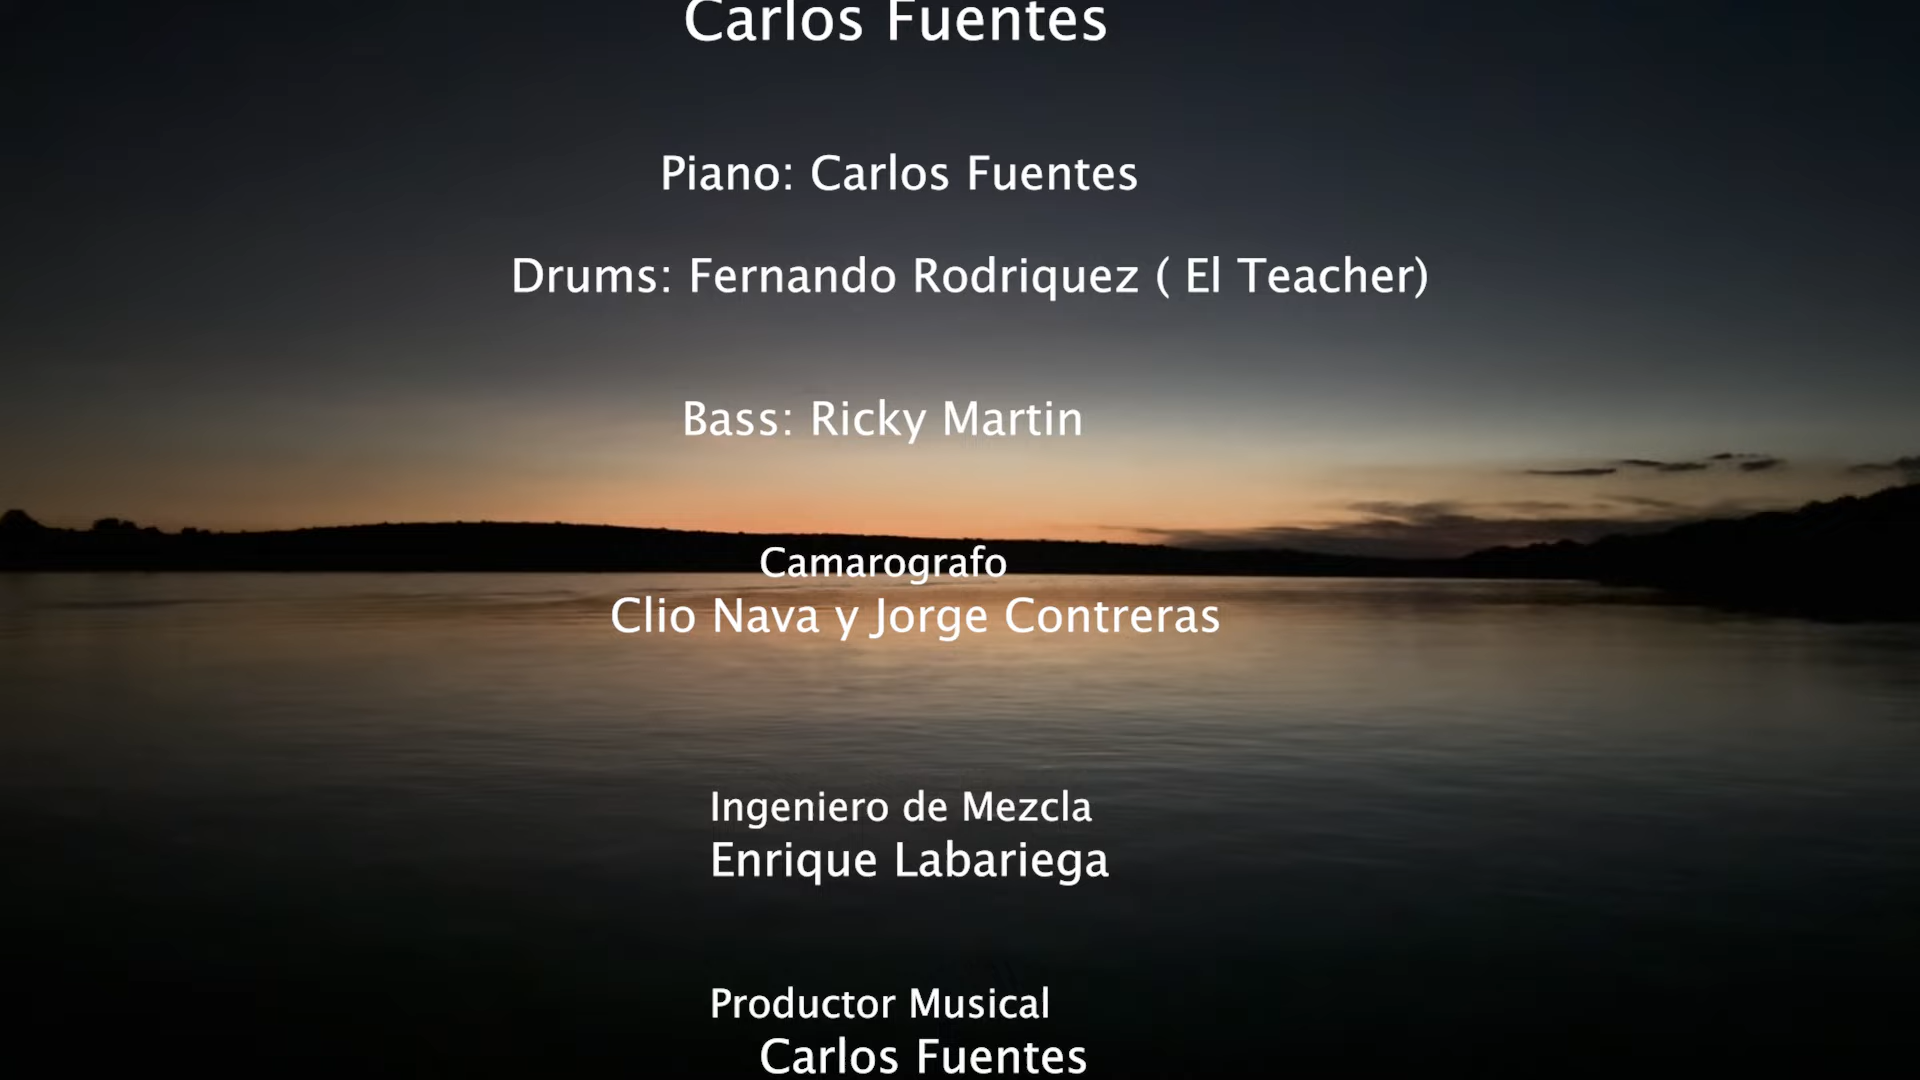 Carlos Fuentes
Piano: Carlos Fuentes
Drums: Fernando Rodriquez ( El Teacher)
Bass: Ricky Martin
Camarografo
Clio Nava y Jorge Contreras
Ingeniero de Mezcla
Enrique Labariega
Productor Musical
Carlos Fuentes